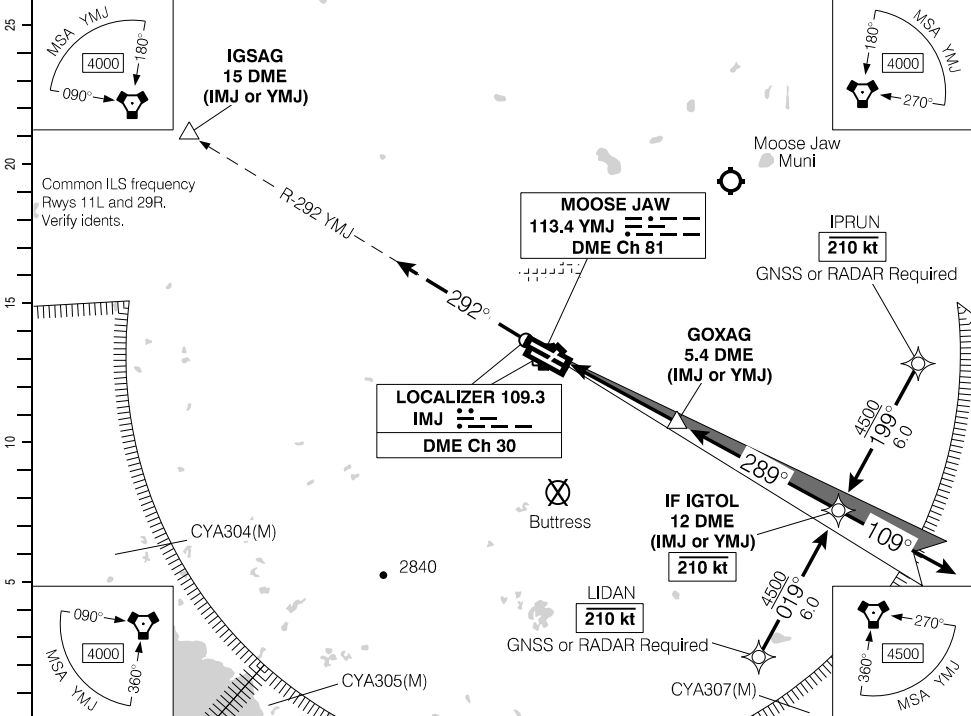 25
20
15
10
5
MSA YMJ
4000
180°
090°
IGSAG
15 DME
(IMJ or YMJ)
180°
MSA YMJ
4000
270°
Common ILS frequency
Rwys 11L and 29R.
Verify idents.
R-292 YMJ
Moose Jaw
Muni
MOOSE JAW
113.4 YMJ
DME Ch 81
IPRUN
210 kt
GNSS or RADAR Required
292°
GOXAG
5.4 DME
(IMJ or YMJ)
LOCALIZER 109.3
IMJ
DME Ch 30
4500
199°
6.0
289°
Buttress
IF IGTOL
12 DME
(IMJ or YMJ)
210 kt
109°
CYA304(M)
2840
LIDAN
210 kt
GNSS or RADAR Required
4500
019°
6.0
090°
4000
360°
MSA YMJ
CYA305(M)
CYA307(M)
270°
4500
360°
MSA YMJ